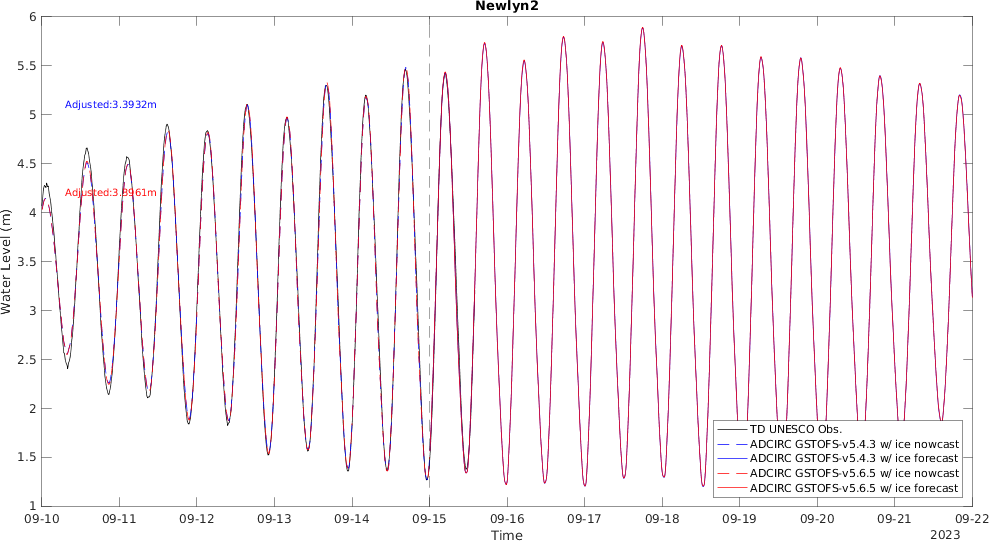 Newlyn2
6
5.5
5
4.5
4
3.5
3
2.5
2
1.5
1
Water Level (m)
Adjusted:3.3932m
Adjusted:3.3961m
TD UNESCO Obs.
ADCIRC GSTOFS-v5.4.3 w/ ice nowcast
ADCIRC GSTOFS-v5.4.3 w/ ice forecast
ADCIRC GSTOFS-v5.6.5 w/ ice nowcast
ADCIRC GSTOFS-v5.6.5 w/ ice forecast
09-10 09-11 09-12 09-13 09-14 09-15 09-16 09-17 09-18 09-19 09-20 09-21 09-22
Time
2023